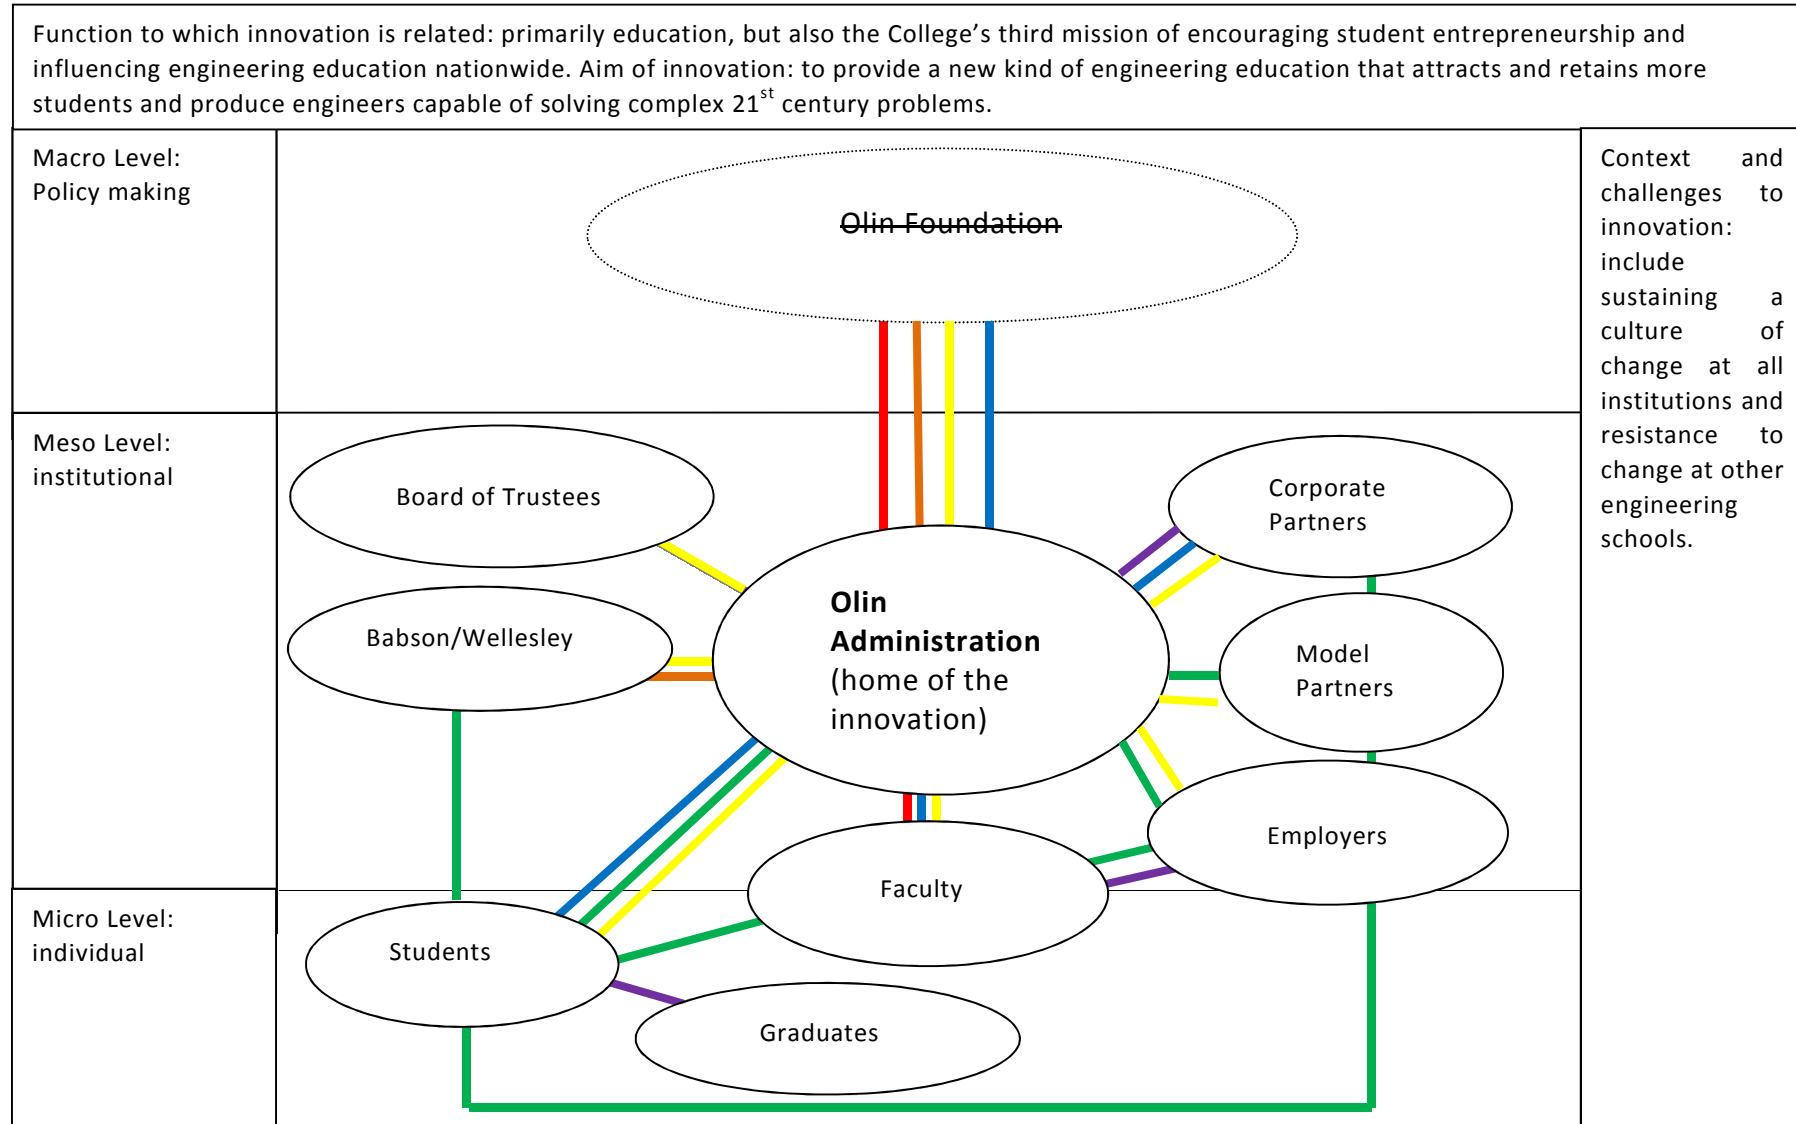 Function to which innovation is related: primarily education, but also the College’s third mission of encouraging student entrepreneurship and
influencing engineering education nationwide. Aim of innovation: to provide a new kind of engineering education that attracts and retains more
students and produce engineers capable of solving complex 21st century problems.
Macro Level:
Policy making
Olin Foundation
Context and
challenges to
innovation:
include
sustaining a
culture of
change at all
institutions and
resistance to
change at other
engineering
schools.
Meso Level:
institutional
Board of Trustees
Corporate
Partners
Babson/Wellesley
Olin
Administration
(home of the
innovation)
Model
Partners
Employers
Faculty
Micro Level:
individual
Students
Graduates